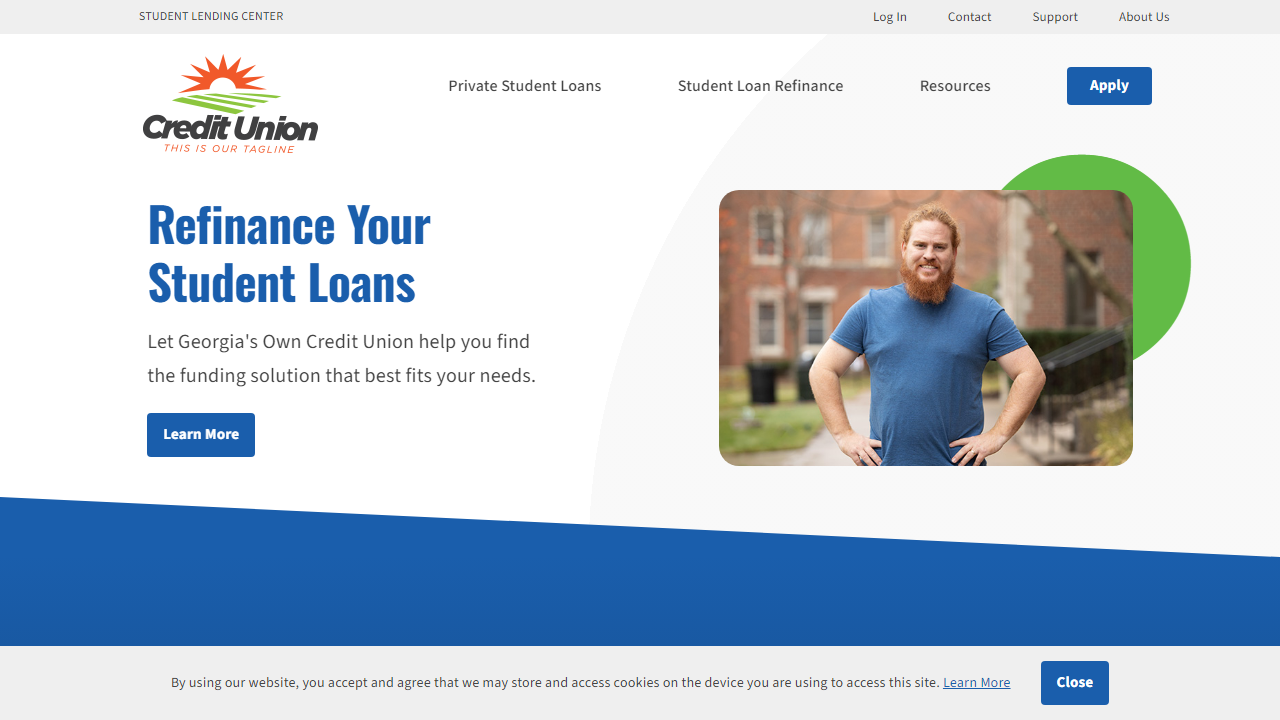 STUDENT LENDING CENTER
Log In
Contact
Support
About Us
Credit Union
THIS IS OUR TAGLINE
Private Student Loans
Student Loan Refinance
Resources
Apply
Refinance Your
Student Loans
Let Georgia's Own Credit Union help you find
the funding solution that best fits your needs.
Learn More
By using our website, you accept and agree that we may store and access cookies on the device you are using to access this site. Learn More
Close